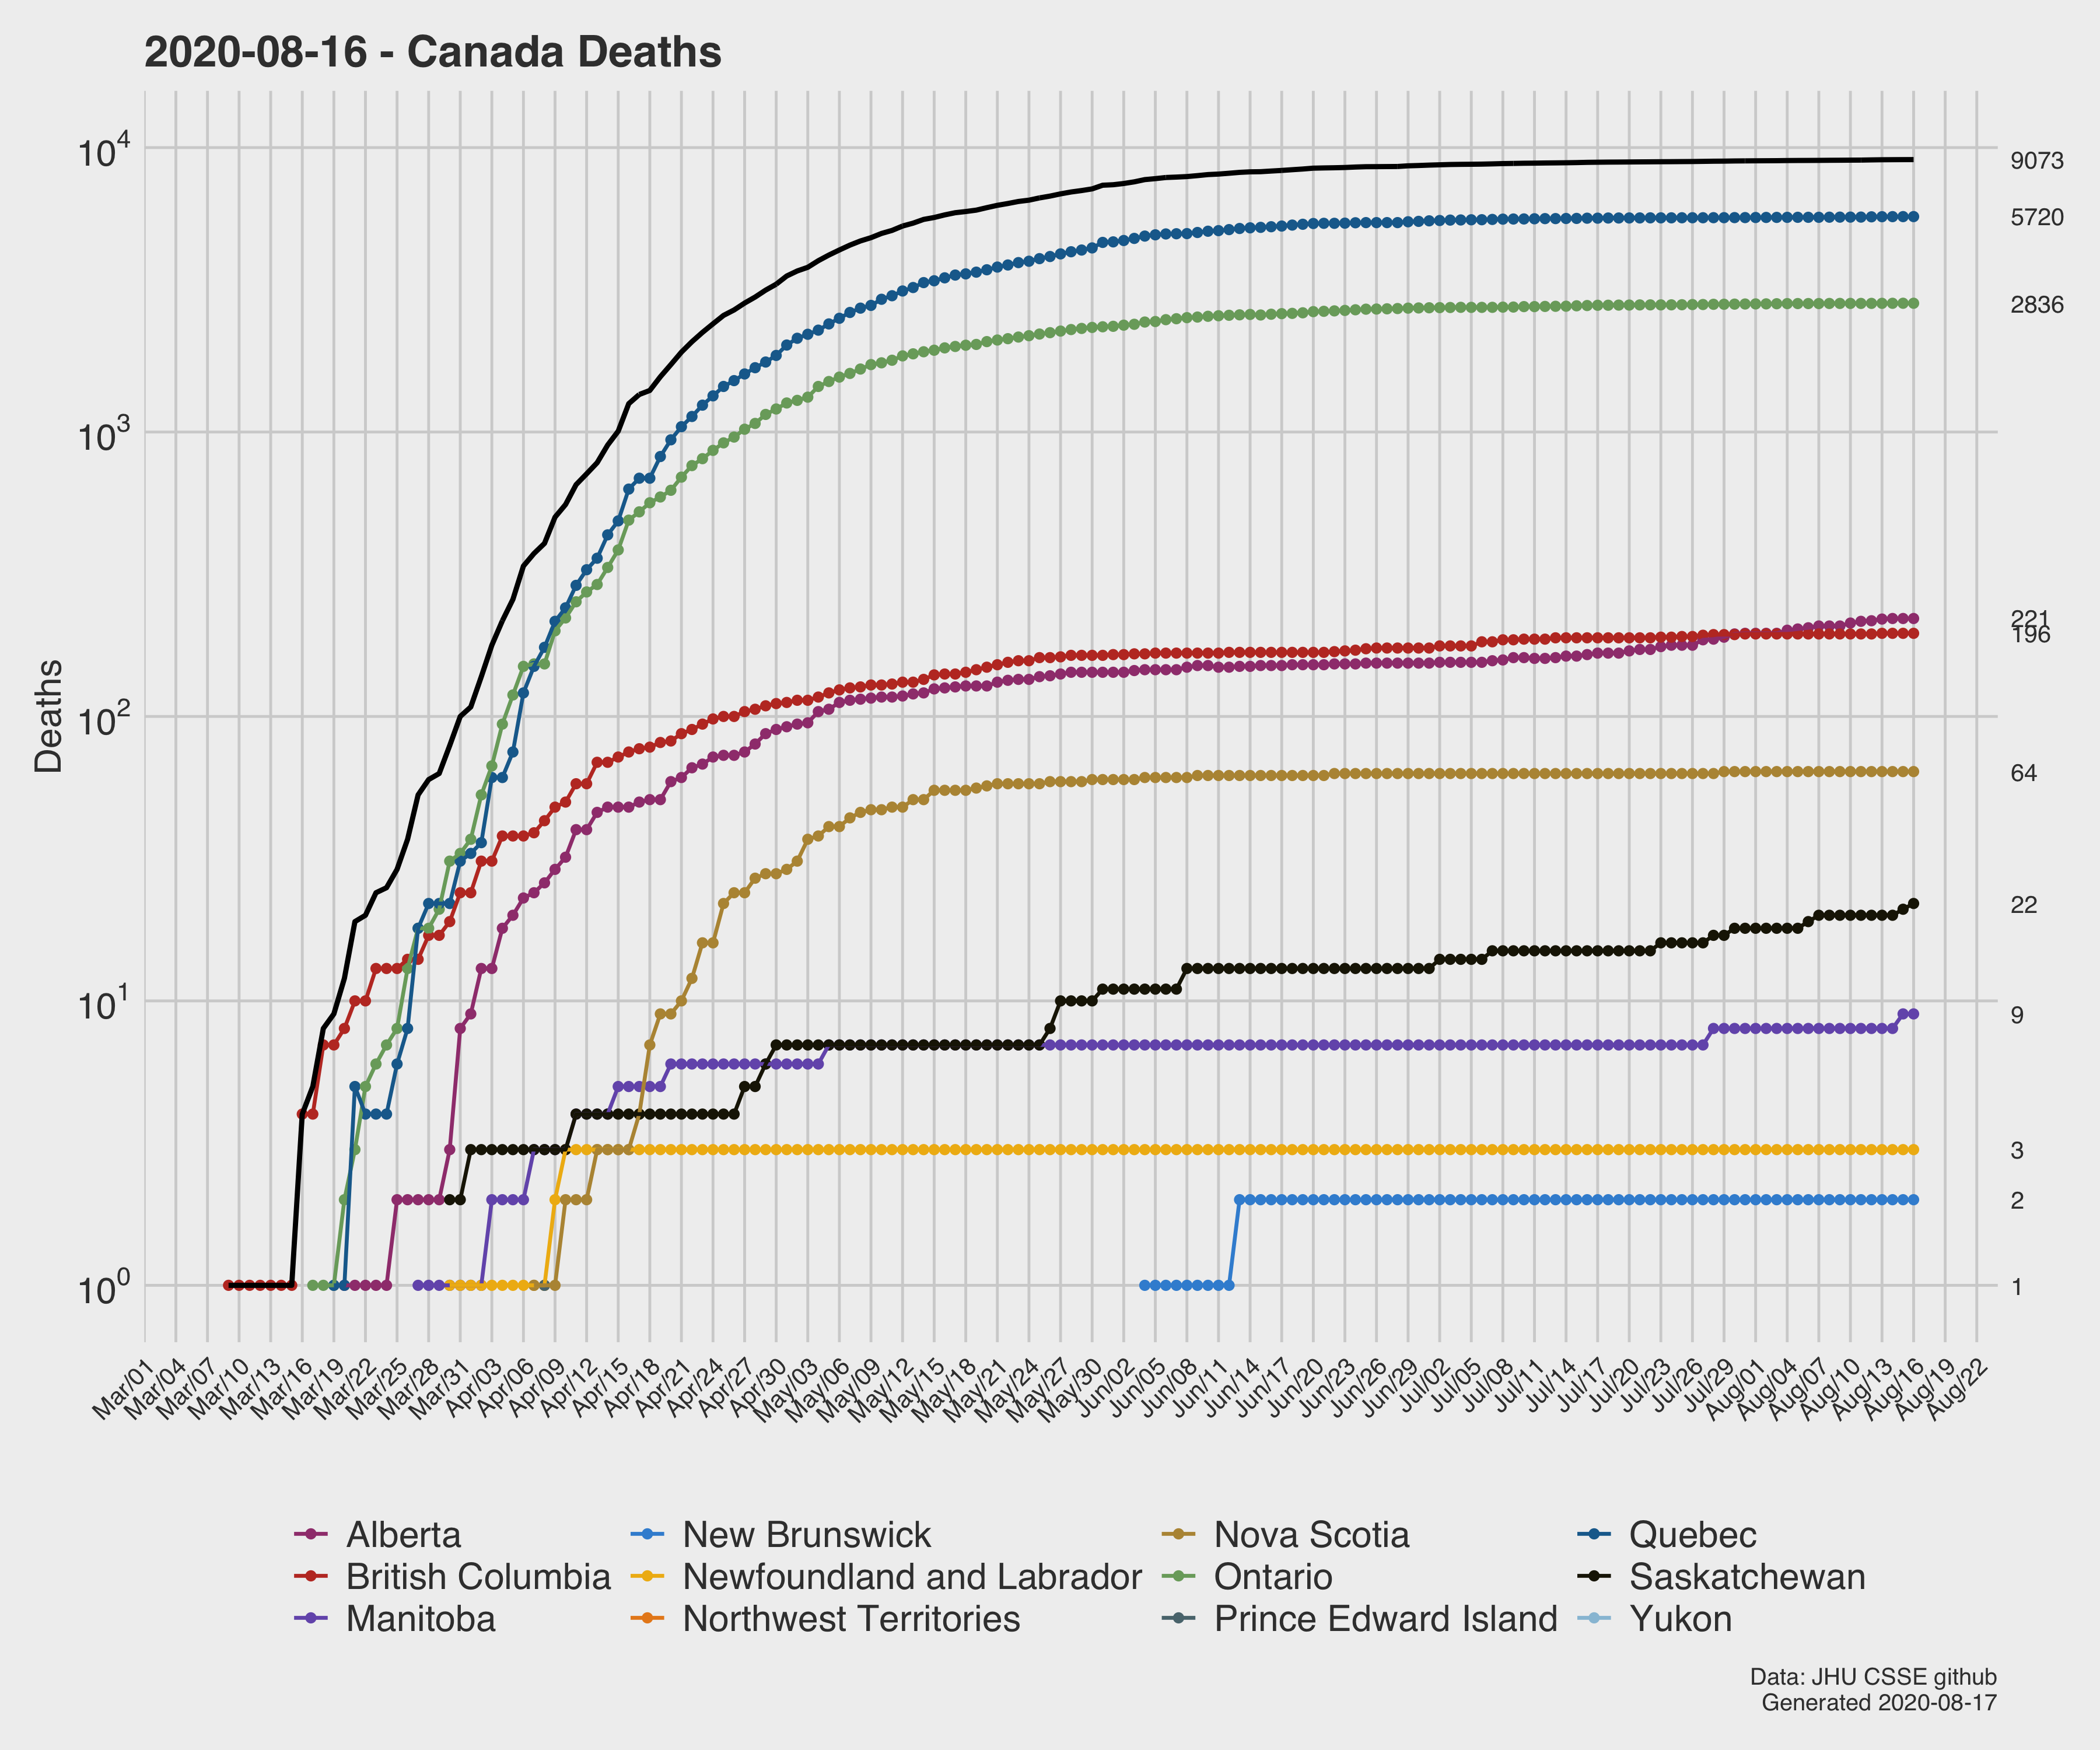 2020-08-16 - Canada Deaths
Deaths
10^4
10^3
10^2
10^1
10^0
9073
5720
2836
221
196
64
22
9
3
2
1
Mar/01
Mar/04
Mar/07
Mar/10
Mar/13
Mar/16
Mar/19
Mar/22
Mar/25
Mar/28
Mar/31
Apr/03
Apr/06
Apr/09
Apr/12
Apr/15
Apr/18
Apr/21
Apr/24
Apr/27
Apr/30
May/03
May/06
May/09
May/12
May/15
May/18
May/21
May/24
May/27
May/30
Jun/02
Jun/05
Jun/08
Jun/11
Jun/14
Jun/17
Jun/20
Jun/23
Jun/26
Jun/29
Jul/02
Jul/05
Jul/08
Jul/11
Jul/14
Jul/17
Jul/20
Jul/23
Jul/26
Jul/29
Aug/01
Aug/04
Aug/07
Aug/10
Aug/13
Aug/16
Aug/19
Aug/22
Alberta New Brunswick Nova Scotia Quebec
British Columbia Newfoundland and Labrador Ontario Saskatchewan
Manitoba Northwest Territories Prince Edward Island Yukon
Data: JHU CSSE github
Generated 2020-08-17